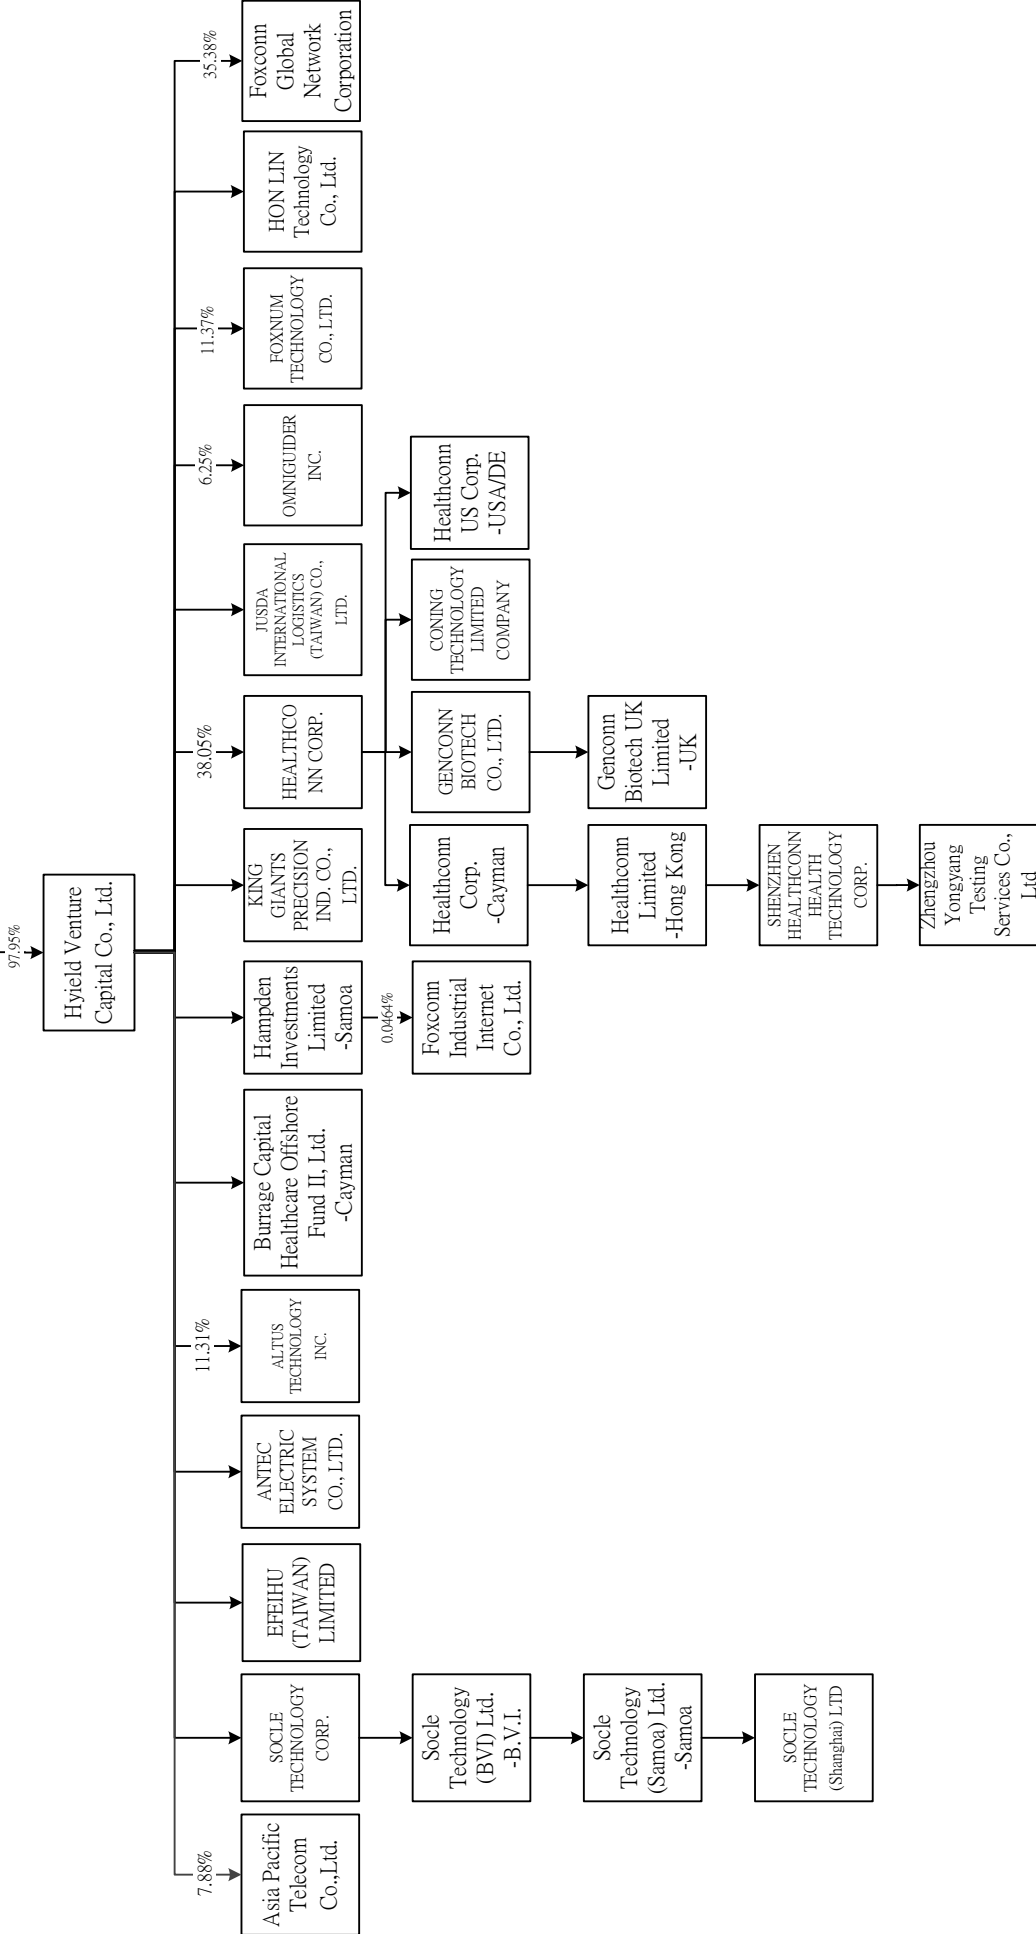 97.95%
Hyield Venture
Capital Co., Ltd.
7.88%
11.31%
38.05%
6.25%
11.37%
35.38%
Asia Pacific
Telecom
Co.,Ltd.
SOCLE
TECHNOLOGY
CORP.
EFEIHU
(TAIWAN)
LIMITED
ANTEC
ELECTRIC
SYSTEM
CO., LTD.
ALTUS
TECHNOLOGY
INC.
Burrage Capital
Healthcare Offshore
Fund II, Ltd.
-Cayman
Hampden
Investments
Limited
-Samoa
KING
GIANTS
PRECISION
IND. CO.,
LTD.
HEALTHCO
NN CORP.
JUSDA
INTERNATIONAL
LOGISTICS
(TAIWAN) CO.,
LTD.
OMNIGUIDER
INC.
FOXNUM
TECHNOLOGY
CO., LTD.
HON LIN
Technology
Co., Ltd.
Foxconn
Global
Network
Corporation
0.0464%
Socle
Technology
(BVI) Ltd.
-B.V.I.
Foxconn
Industrial
Internet
Co., Ltd.
Healthconn
Corp.
-Cayman
GENCONN
BIOTECH
CO., LTD.
CONING
TECHNOLOGY
LIMITED
COMPANY
Healthconn
US Corp.
-USA/DE
Socle
Technology
(Samoa) Ltd.
-Samoa
Healthconn
Limited
-Hong Kong
Genconn
Biotech UK
Limited
-UK
SOCLE
TECHNOLOGY
(Shanghai) LTD
SHENZHEN
HEALTHCONN
HEALTH
TECHNOLOGY
CORP.
Zhengzhou
Yongyang
Testing
Services Co.,
Ltd